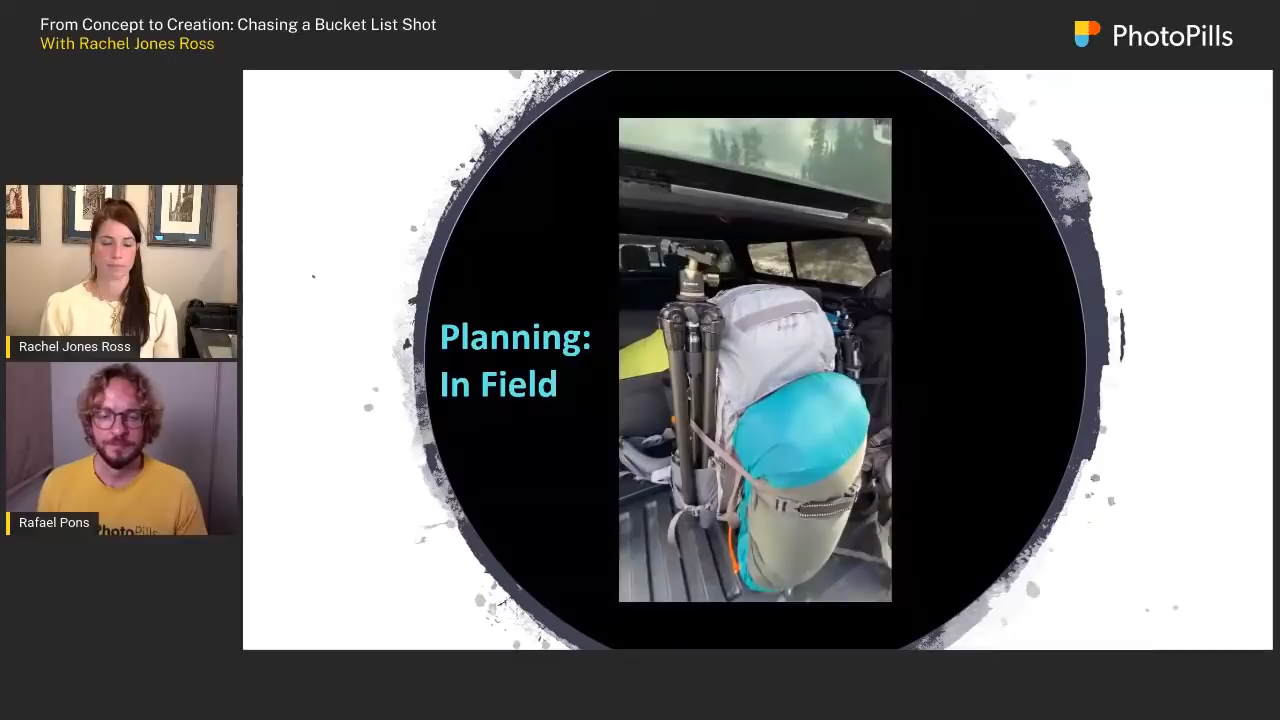 From Concept to Creation: Chasing a Bucket List Shot
With Rachel Jones Ross
PhotoPills
Rachel Jones Ross
Planning:
In Field
PhotoPills
Rafael Pons